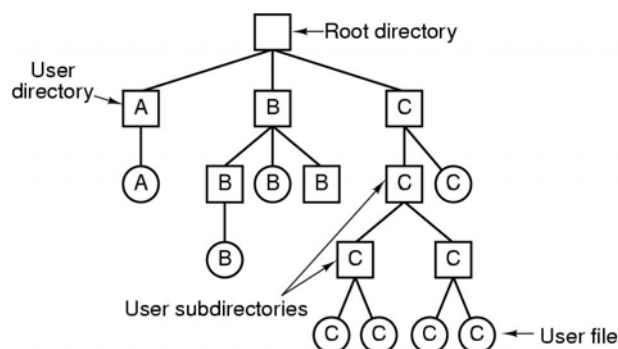 Root directory
User
directory
A B C
A B B B C C
B C C
User subdirectories
C C C C
User file